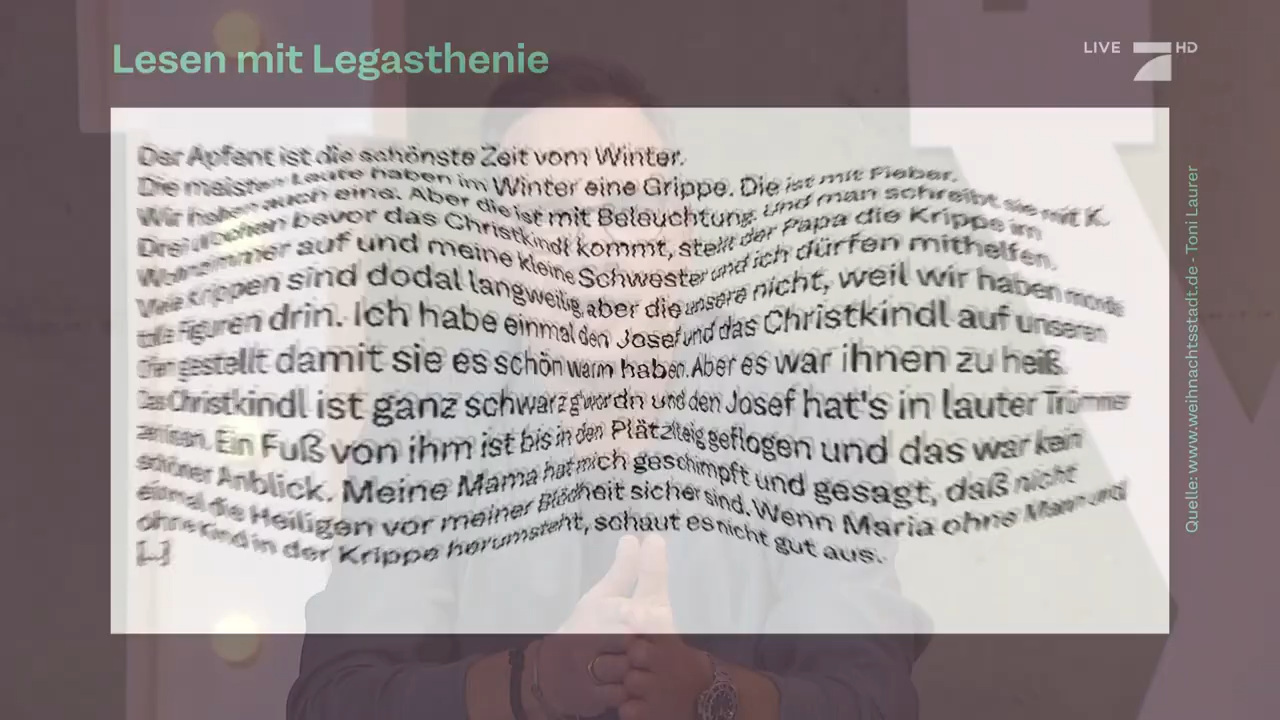 Lesen mit Legasthenie
LIVE
HD
Der Apfent ist die schönste Zeit vom Winter.
Die meisten Leute haben im Winter eine Grippe. Die ist mit Fieber.
Wir haben auch eine. Aber die ist mit Beleuchtung. Und man schreibt sie mit K.
Drei Wochen bevor das Christkindl kommt, stellt der Papa die Krippe im
Wohnzimmer auf und meine kleine Schwester und ich dürfen mithelfen.
Viele Krippen sind dodal langweilig, aber die unsere nicht, weil wir haben mords
tolle Figuren drin. Ich habe einmal den Josef und das Christkindl auf unseren
gestellt damit sie es schön warm haben. Aber es war ihnen zu heiß.
Das Christkindl ist ganz schwarz gwordn und den Josef hat's in lauter Trümmer
Ein Fuß von ihm ist bis in den Plätzlteig geflogen und das war kein
schöner Anblick. Meine Mama hat mich geschimpft und gesagt, daß nicht
einmal die Heiligen vor meiner Blödheit sicher sind. Wenn Maria ohne Mann und
ohne Kind in der Krippe herumsteht, schaut es nicht gut aus.
[...]
Quelle: www.weihnachtsstadt.de - Toni Laurer